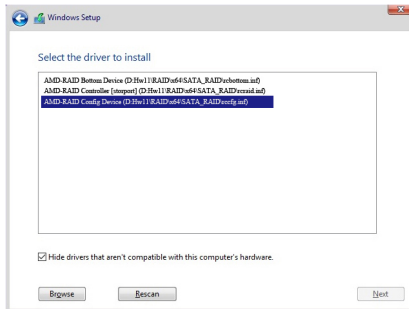 Windows Setup
Select the driver to install
AMD-RAID Bottom Device (D:Hw11\RAID\x64\SATA_RAID\rcbottom.inf)
AMD-RAID Controller [storport] (D:Hw11\RAID\x64\SATA_RAID\rcraid.inf)
AMD-RAID Config Device (D:Hw11\RAID\x64\SATA_RAID\rccfg.inf)
Hide drivers that aren't compatible with this computer's hardware.
Browse
Rescan
Next